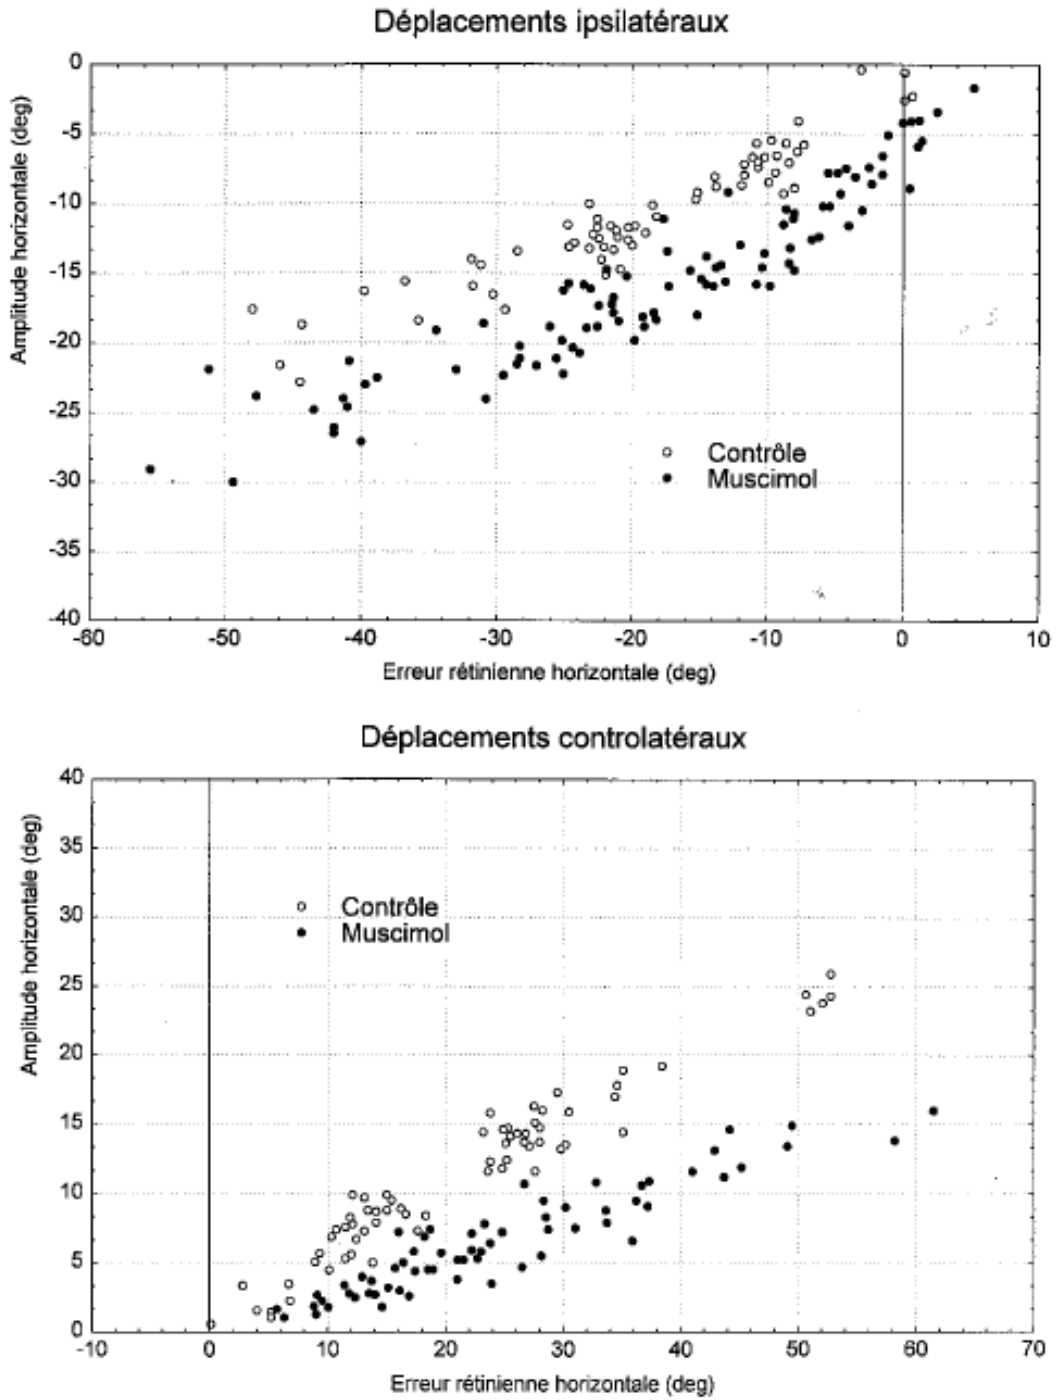 Déplacements ipsilatéraux
0
-5
-10
-15
-20
-25
-30
-35
-40
Amplitude horizontale (deg)
Contrôle
Muscimol
-60 -50 -40 -30 -20 -10 0 10
Erreur rétinienne horizontale (deg)
Déplacements controlatéraux
40
35
30
25
20
15
10
5
0
Amplitude horizontale (deg)
Contrôle
Muscimol
-10 0 10 20 30 40 50 60 70
Erreur rétinienne horizontale (deg)